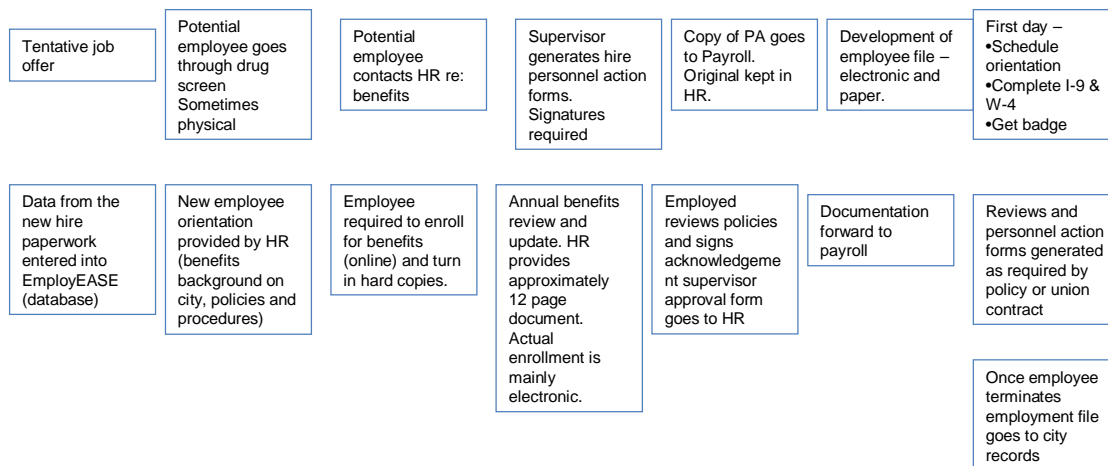 Tentative job
offer
Potential
employee goes
through drug
screen
Sometimes
physical
Potential
employee
contacts HR re:
benefits
Supervisor
generates hire
personnel action
forms.
Signatures
required
Copy of PA goes
to Payroll.
Original kept in
HR.
Development of
employee file –
electronic and
paper.
First day –
•Schedule
orientation
•Complete I-9 &
W-4
•Get badge
Data from the
new hire
paperwork
entered into
EmployEASE
(database)
New employee
orientation
provided by HR
(benefits
background on
city, policies and
procedures)
Employee
required to enroll
for benefits
(online) and turn
in hard copies.
Annual benefits
review and
update. HR
provides
approximately
12 page
document.
Actual
enrollment is
mainly
electronic.
Employed
reviews policies
and signs
acknowledgeme
nt supervisor
approval form
goes to HR
Documentation
forward to
payroll
Reviews and
personnel action
forms generated
as required by
policy or union
contract
Once employee
terminates
employment file
goes to city
records